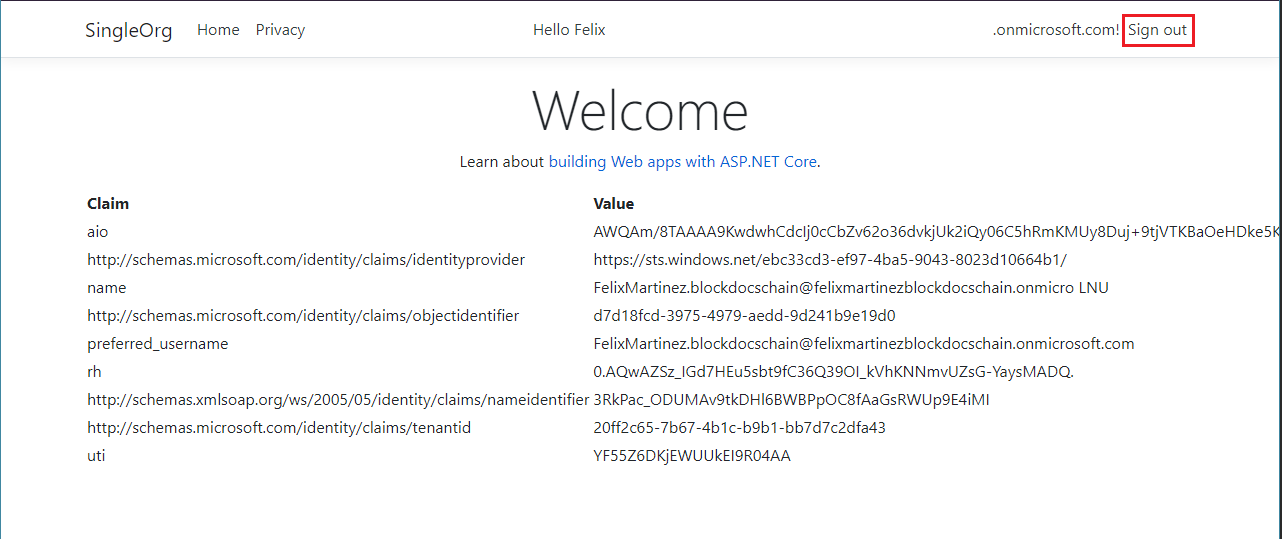 SingleOrg Home Privacy Hello Felix .onmicrosoft.com! Sign out
Welcome
Learn about building Web apps with ASP.NET Core.
Claim Value
aio AWQAm/8TAAAA9KwdwhCdcIj0cCbZv62o36dvkjUk2iQy06C5hRmKMUy8Duj+9tjVTKBaOeHDke5K
http://schemas.microsoft.com/identity/claims/identityprovider https://sts.windows.net/ebc33cd3-ef97-4ba5-9043-8023d10664b1/
name FelixMartinez.blockdocschain@felixmartinezblockdocschain.onmicro LNU
http://schemas.microsoft.com/identity/claims/objectidentifier d7d18fcd-3975-4979-aedd-9d241b9e19d0
preferred_username FelixMartinez.blockdocschain@felixmartinezblockdocschain.onmicrosoft.com
rh 0.AQwAZSz_IGd7HEu5sbt9fC36Q39OI_kVhKNNmvUZsG-YaysMADQ.
http://schemas.xmlsoap.org/ws/2005/05/identity/claims/nameidentifier 3RkPac_ODUMAv9tkDHl6BWBPpOC8fAaGsRWUp9E4iMI
http://schemas.microsoft.com/identity/claims/tenantid 20ff2c65-7b67-4b1c-b9b1-bb7d7c2dfa43
uti YF55Z6DKjEWUUkEI9R04AA